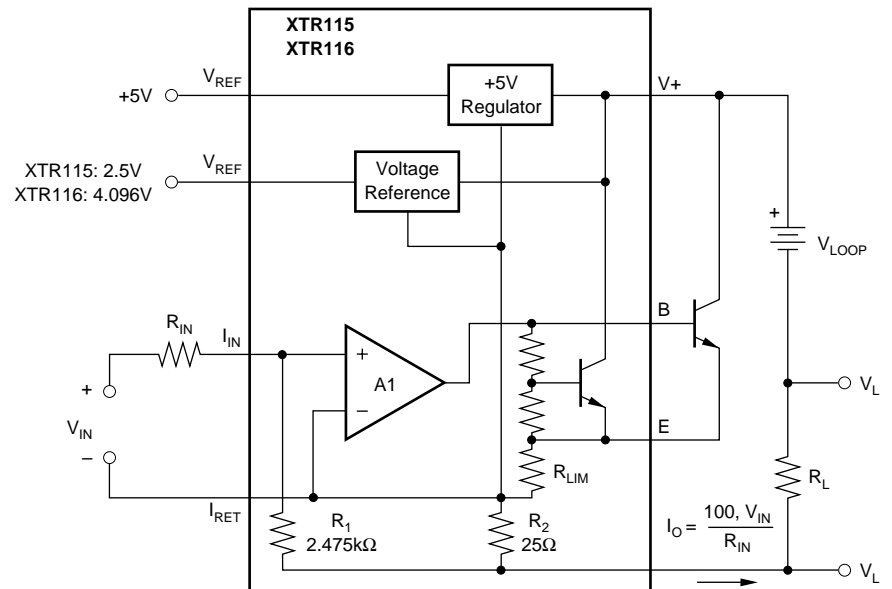 XTR115
XTR116
+5V
V_REF
+5V
Regulator
V+
XTR115: 2.5V
XTR116: 4.096V
V_REF
Voltage
Reference
+
V_LOOP
R_IN
I_IN
B
+
A1
–
+
V_IN
–
E
V_L
R_LIM
R_L
I_RET
R_1
2.475kΩ
R_2
25Ω
I_O = 100, V_IN
R_IN
V_L